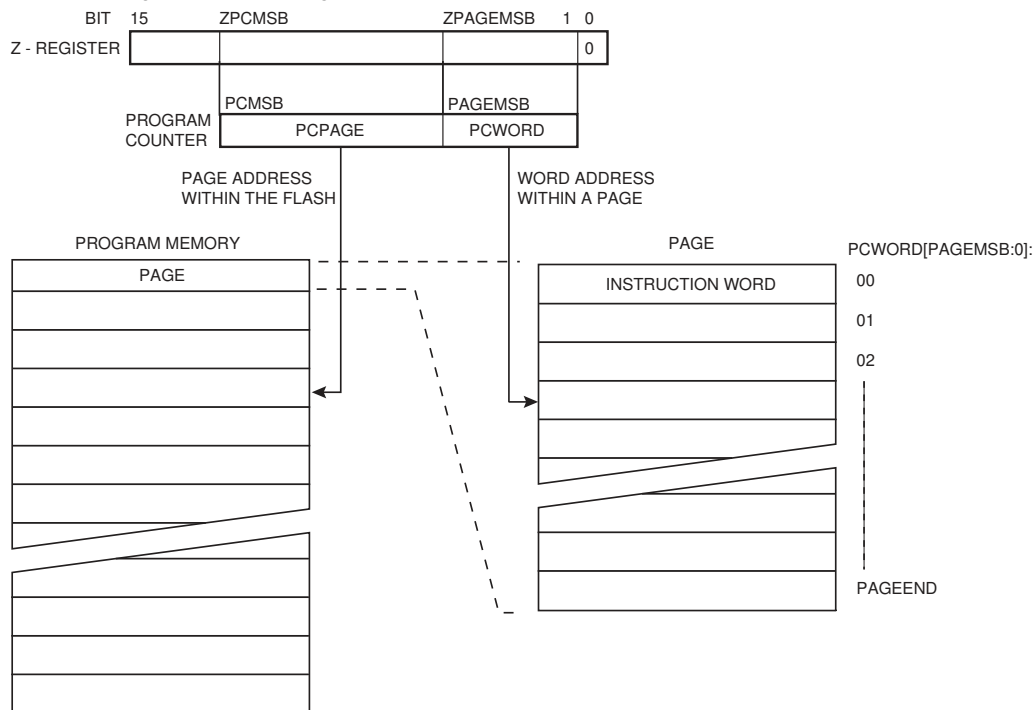 BIT 15 ZPCMSB ZPAGEMSB 1 0
Z - REGISTER 0
PCMSB PAGEMSB
PROGRAM
COUNTER
PCPAGE PCWORD
PAGE ADDRESS
WITHIN THE FLASH
WORD ADDRESS
WITHIN A PAGE
PROGRAM MEMORY
PAGE
PAGE
PCWORD[PAGEMSB:0]:
INSTRUCTION WORD 00
01
02
PAGEEND